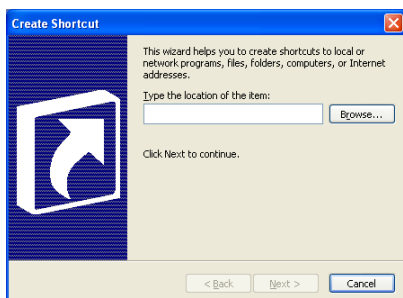 Create Shortcut
This wizard helps you to create shortcuts to local or
network programs, files, folders, computers, or Internet
addresses.
Type the location of the item:
Browse...
Click Next to continue.
< Back
Next >
Cancel